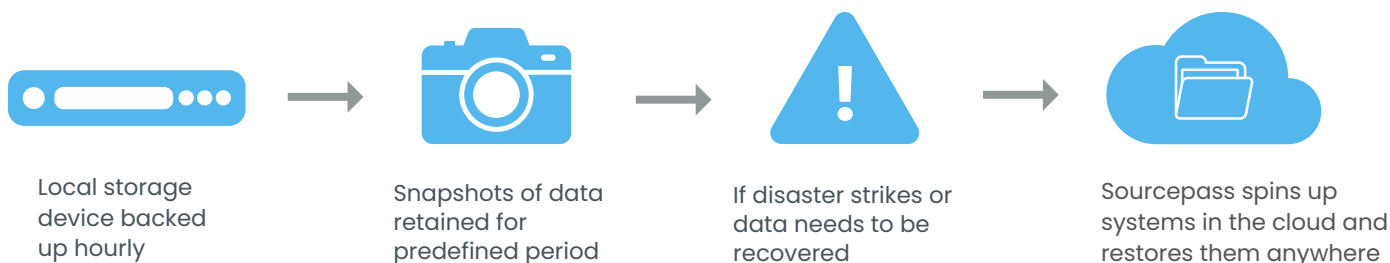 Local storage
device backed
up hourly
Snapshots of data
retained for
predefined period
If disaster strikes or
data needs to be
recovered
Sourcepass spins up
systems in the cloud and
restores them anywhere